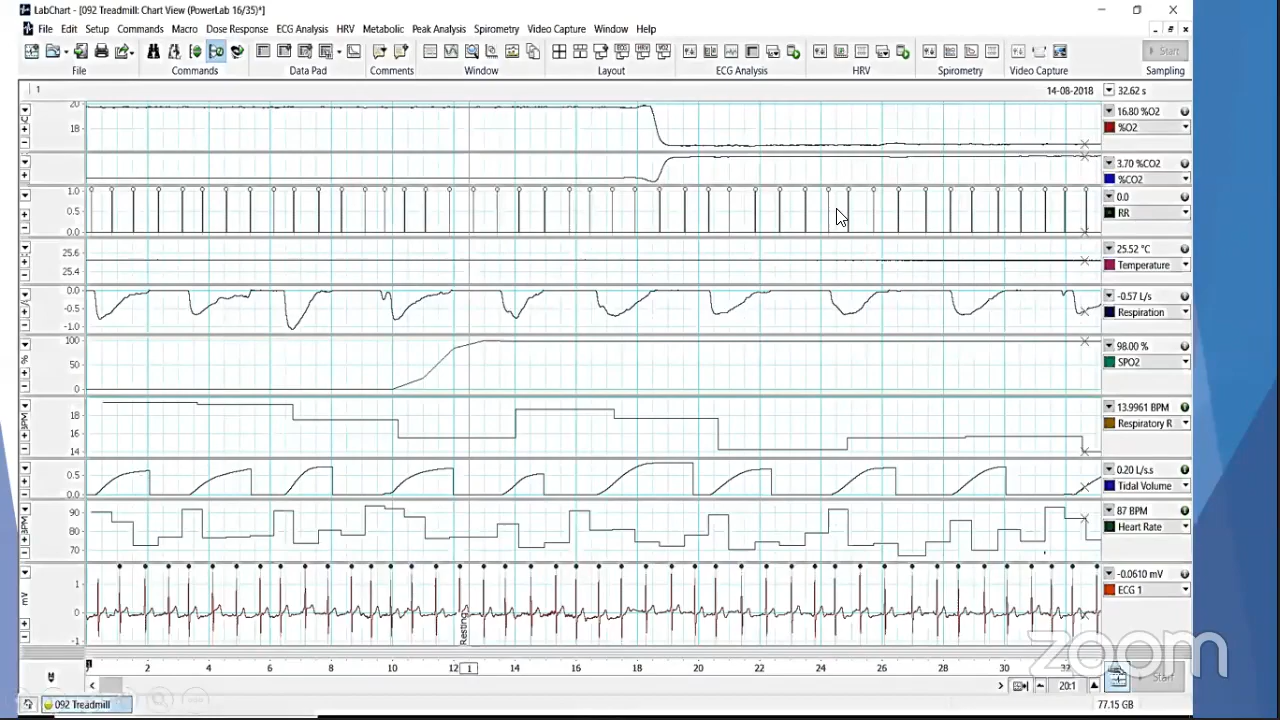 LabChart - [092 Treadmill: Chart View (PowerLab 16/35)*]
File Edit Setup Commands Macro Dose Response ECG Analysis HRV Metabolic Peak Analysis Spirometry Video Capture Window Help
Start
File Commands Data Pad Comments Window Layout ECG Analysis HRV Spirometry Video Capture Sampling
1 14-08-2018 32.62 s
20
18
16.80 %O2
%O2
3.70 %CO2
%CO2
1.0
0.5
0.0
0.0
RR
25.6
25.4
25.52 °C
Temperature
0.0
-0.5
-1.0
-0.57 L/s
Respiration
100
50
0
%
98.00 %
SPO2
18
16
14
BPM
13.9961 BPM
Respiratory R
0.5
0.0
0.20 L/s.s
Tidal Volume
90
80
70
BPM
87 BPM
Heart Rate
1
0
-1
mV
-0.0610 mV
ECG 1
Resting
2 4 6 8 10 12 1 14 16 18 20 22 24 26 28 30
zoom
20:1
Start
092 Treadmill
77.15 GB